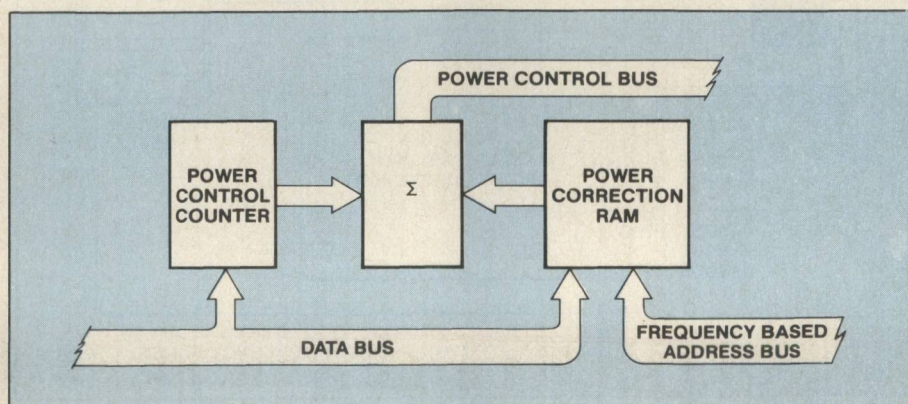 POWER CONTROL BUS
POWER
CONTROL
COUNTER
Σ
POWER
CORRECTION
RAM
DATA BUS
FREQUENCY BASED
ADDRESS BUS